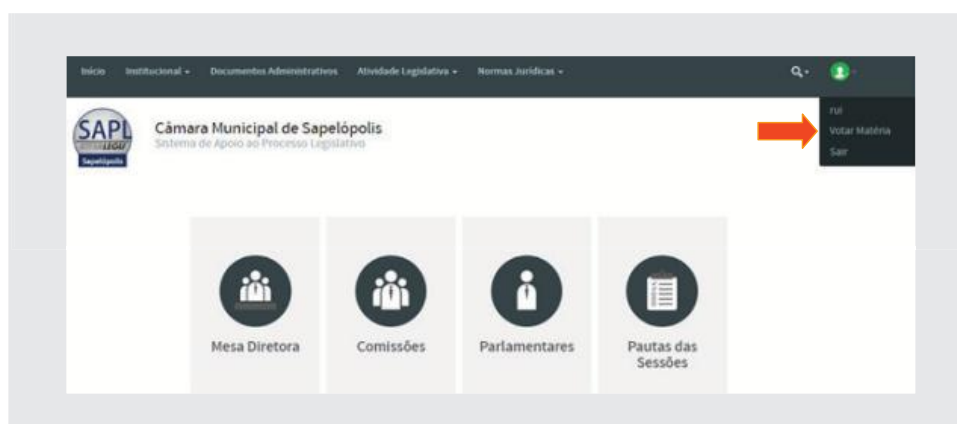 Início Institucional Documentos Administrativos Atividade Legislativa Normas Jurídicas
rui
Votar Matéria
Sair
SAPL
Sapelópolis
Câmara Municipal de Sapelópolis
Sistema de Apoio ao Processo Legislativo
Mesa Diretora
Comissões
Parlamentares
Pautas das
Sessões